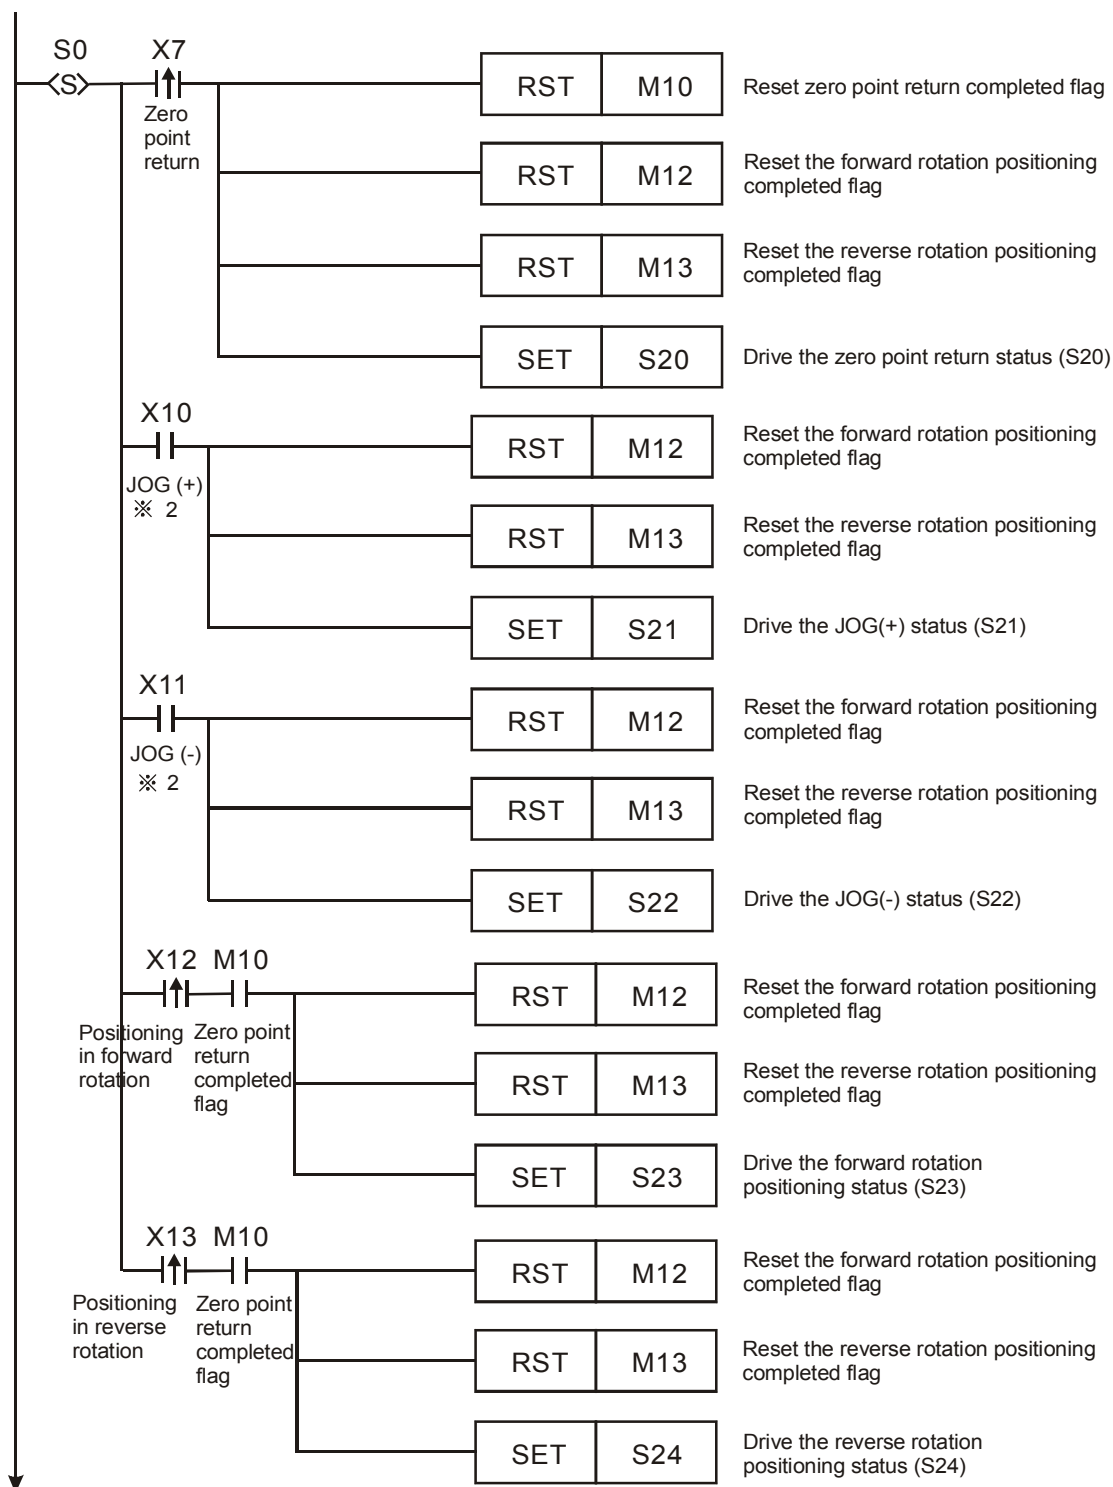 S0
X7
S
Zero
point
return
RST M10
Reset zero point return completed flag
RST M12
Reset the forward rotation positioning
completed flag
RST M13
Reset the reverse rotation positioning
completed flag
SET S20
Drive the zero point return status (S20)
X10
JOG (+)
※ 2
RST M12
Reset the forward rotation positioning
completed flag
RST M13
Reset the reverse rotation positioning
completed flag
SET S21
Drive the JOG(+) status (S21)
X11
JOG (-)
※ 2
RST M12
Reset the forward rotation positioning
completed flag
RST M13
Reset the reverse rotation positioning
completed flag
SET S22
Drive the JOG(-) status (S22)
X12 M10
Positioning
in forward
rotation
Zero point
return
completed
flag
RST M12
Reset the forward rotation positioning
completed flag
RST M13
Reset the reverse rotation positioning
completed flag
SET S23
Drive the forward rotation
positioning status (S23)
X13 M10
Positioning
in reverse
rotation
Zero point
return
completed
flag
RST M12
Reset the forward rotation positioning
completed flag
RST M13
Reset the reverse rotation positioning
completed flag
SET S24
Drive the reverse rotation
positioning status (S24)